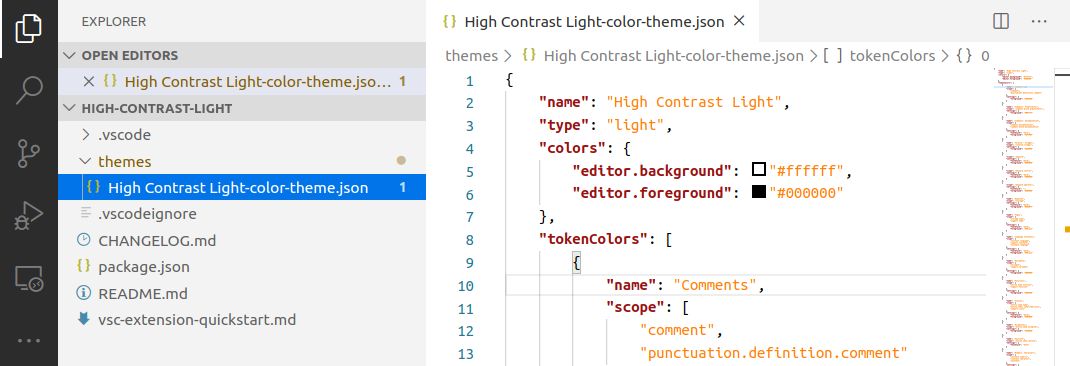 EXPLORER
OPEN EDITORS
High Contrast Light-color-theme.jso... 1
HIGH-CONTRAST-LIGHT
.vscode
themes
{} High Contrast Light-color-theme.json 1
.vscodeignore
CHANGELOG.md
{} package.json
README.md
vsc-extension-quickstart.md
{} High Contrast Light-color-theme.json
themes > {} High Contrast Light-color-theme.json > [ ] tokenColors > {} 0
1 {
2 "name": "High Contrast Light",
3 "type": "light",
4 "colors": {
5 "editor.background": "#ffffff",
6 "editor.foreground": "#000000"
7 },
8 "tokenColors": [
9 {
10 "name": "Comments",
11 "scope": [
12 "comment",
13 "punctuation.definition.comment"